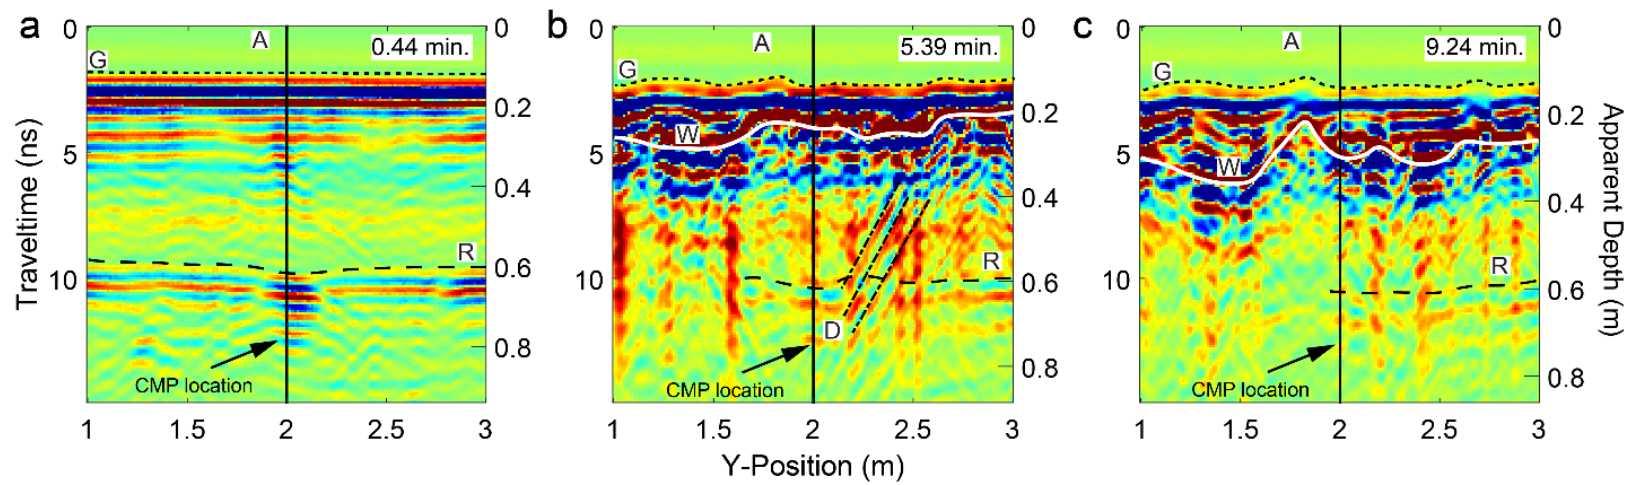 a
b
c
A
A
A
0.44 min.
5.39 min.
9.24 min.
G
G
G
W
W
R
R
R
D
CMP location
CMP location
CMP location
0
5
10
0
0.2
0.4
0.6
0.8
0
5
10
0
0.2
0.4
0.6
0.8
0
5
10
0
0.2
0.4
0.6
0.8
1
1.5
2
2.5
3
1
1.5
2
2.5
3
1
1.5
2
2.5
3
Traveltime (ns)
Apparent Depth (m)
Y-Position (m)